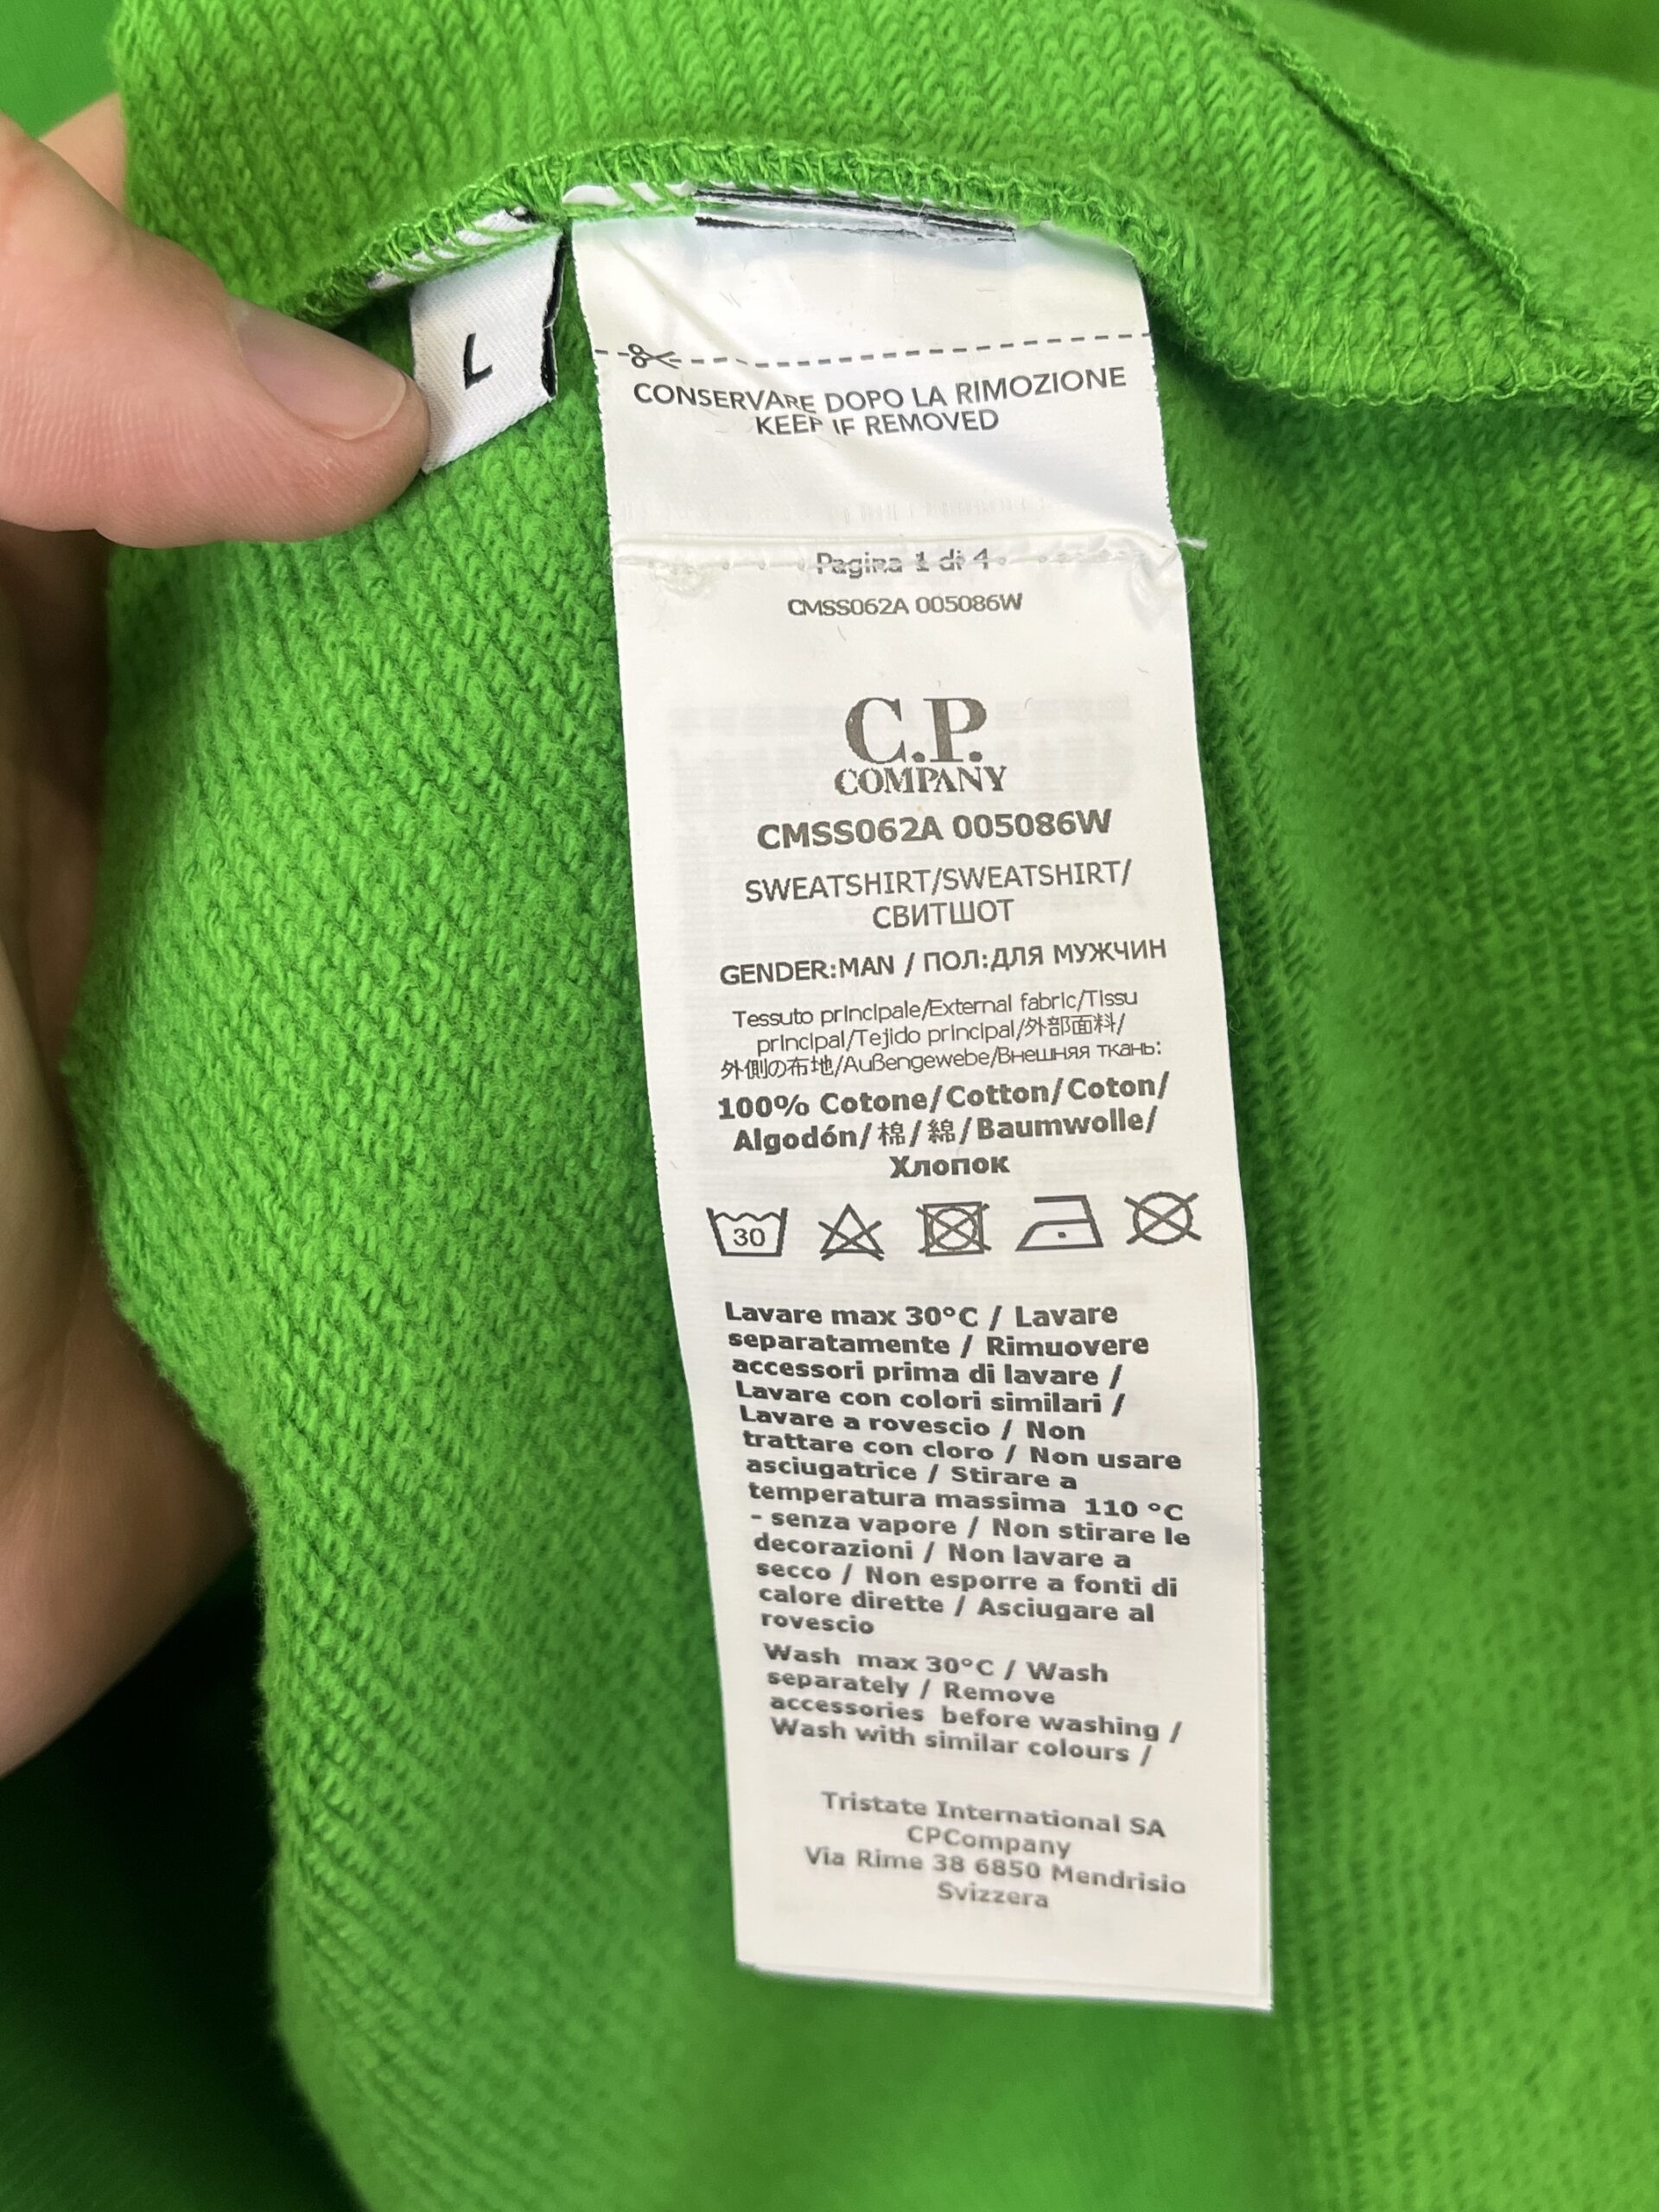 L
CONSERVARE DOPO LA RIMOZIONE
KEEP IF REMOVED
Pagina 1 di 4
CMSS062A 005086W
C.P.
COMPANY
CMSS062A 005086W
SWEATSHIRT/SWEATSHIRT/
СВИТШОТ
GENDER:MAN / ПОЛ:ДЛЯ МУЖЧИН
Tessuto principale/External fabric/Tissu
principal/Tejido principal/外部面料/
外側の布地/Außengewebe/Внешняя ткань:
100% Cotone/Cotton/Coton/
Algodón/棉/綿/Baumwolle/
Хлопок
30
Lavare max 30°C / Lavare
separatamente / Rimuovere
accessori prima di lavare /
Lavare con colori similari /
Lavare a rovescio / Non
trattare con cloro / Non usare
asciugatrice / Stirare a
temperatura massima 110 °C
- senza vapore / Non stirare le
decorazioni / Non lavare a
secco / Non esporre a fonti di
calore dirette / Asciugare al
rovescio
Wash max 30°C / Wash
separately / Remove
accessories before washing /
Wash with similar colours /
Tristate International SA
CPCompany
Via Rime 38 6850 Mendrisio
Svizzera